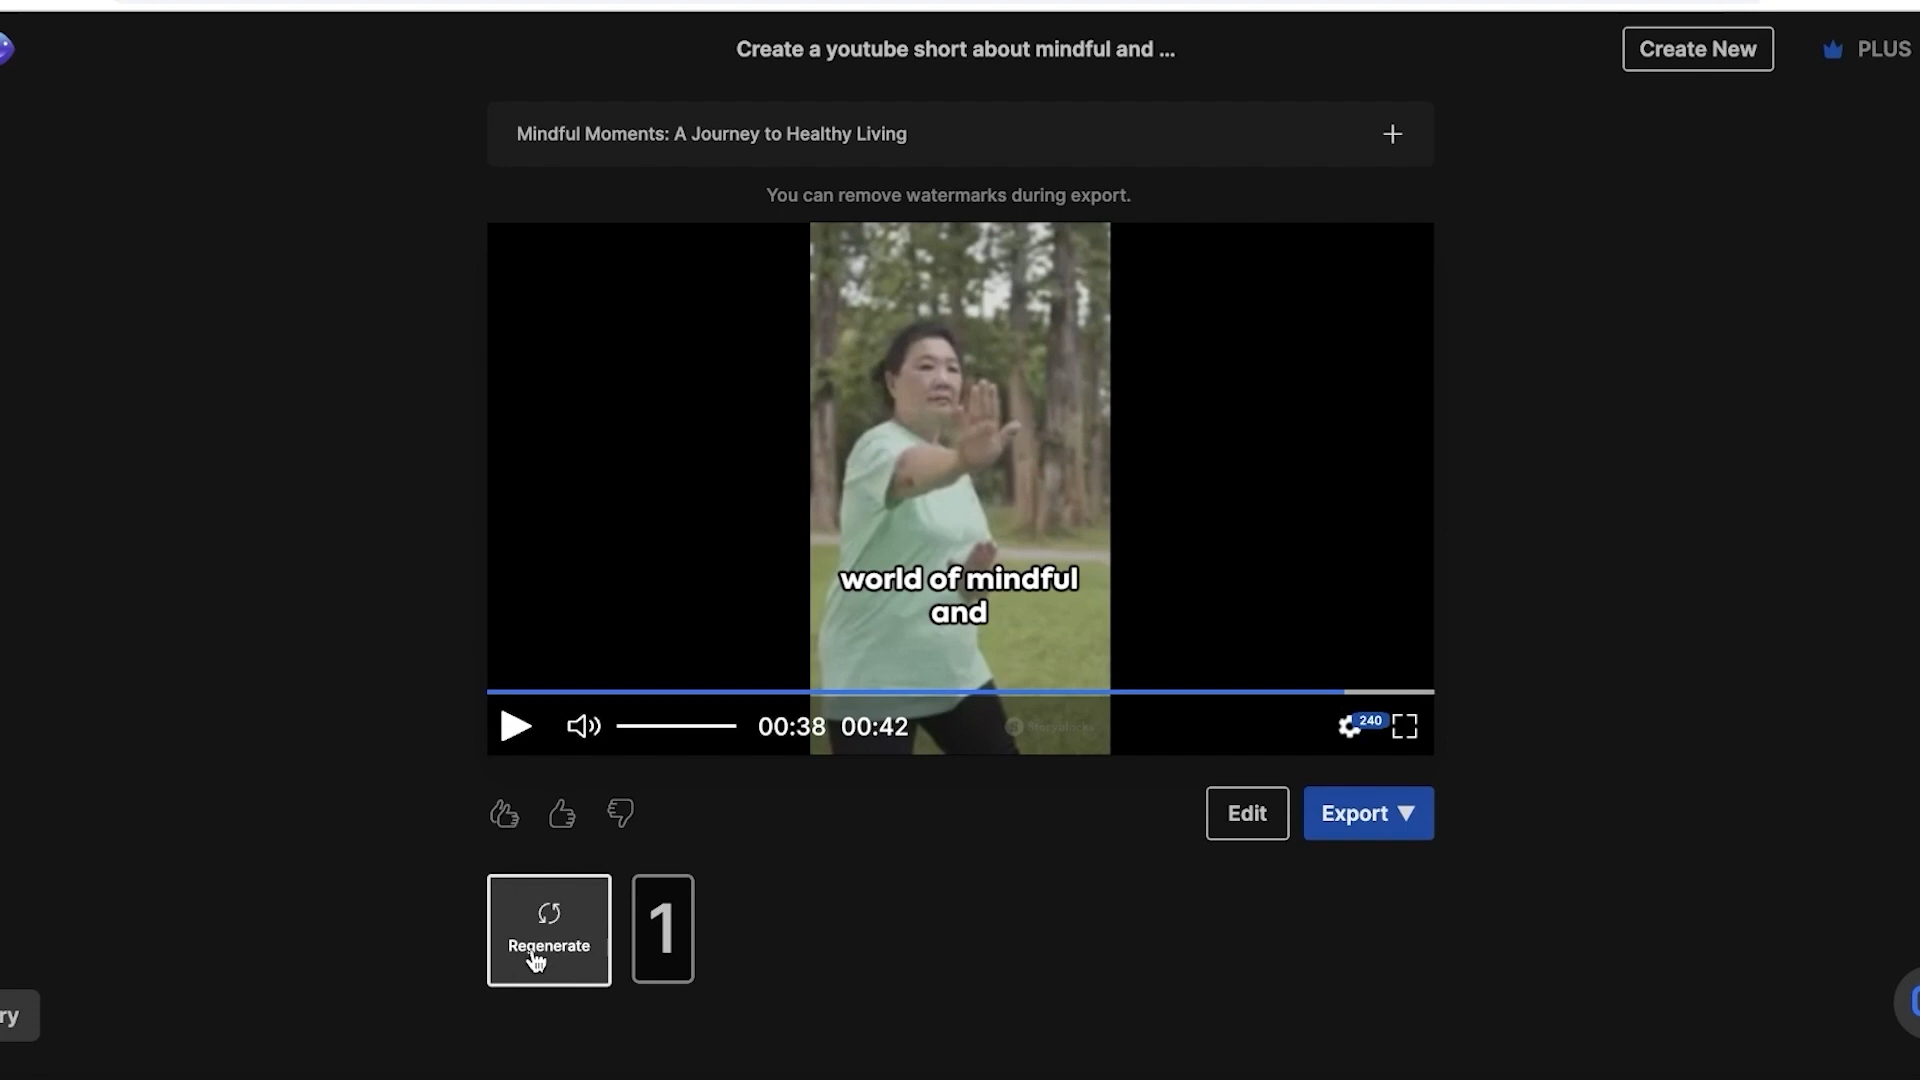 Create a youtube short about mindful and ...
Create New
PLUS
Mindful Moments: A Journey to Healthy Living
You can remove watermarks during export.
world of mindful
and
00:38 00:42
Storyblocks
240
Edit
Export
Regenerate
1
ry